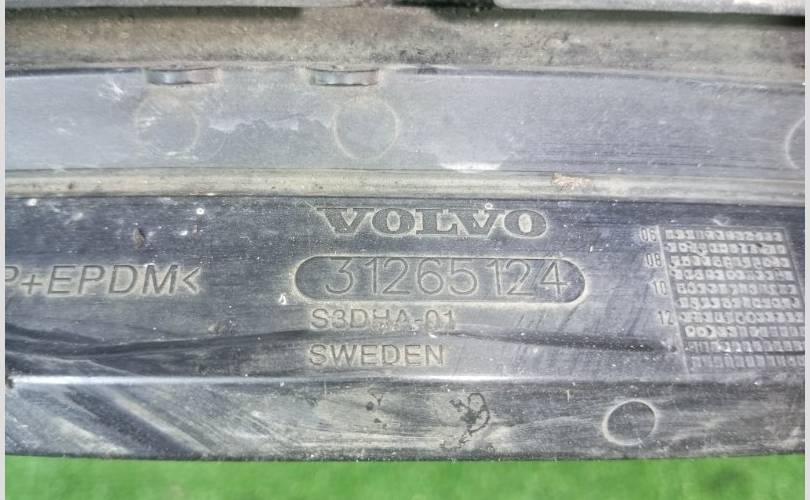 VOLVO
P+EPDM<
31265124
S3DHA-01
SWEDEN
06
08
10
12